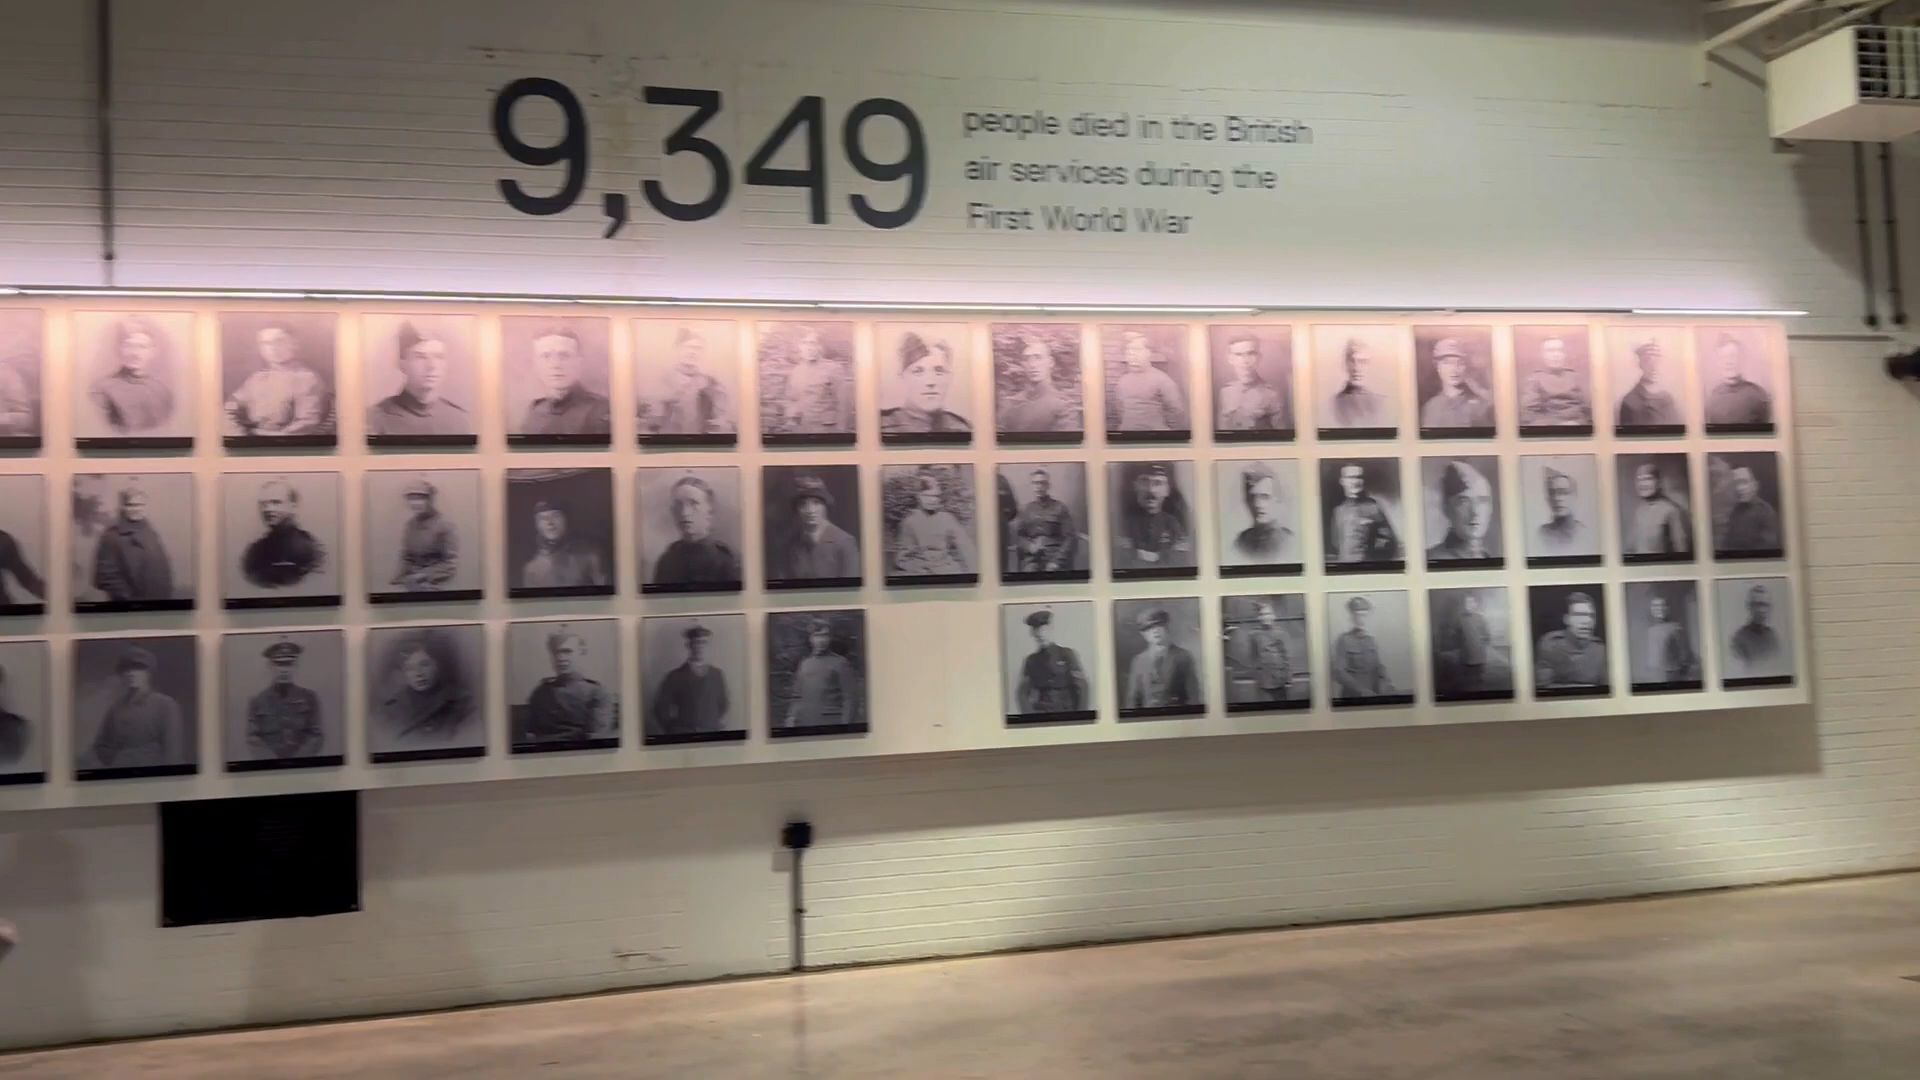 9,349
people died in the British
air services during the
First World War